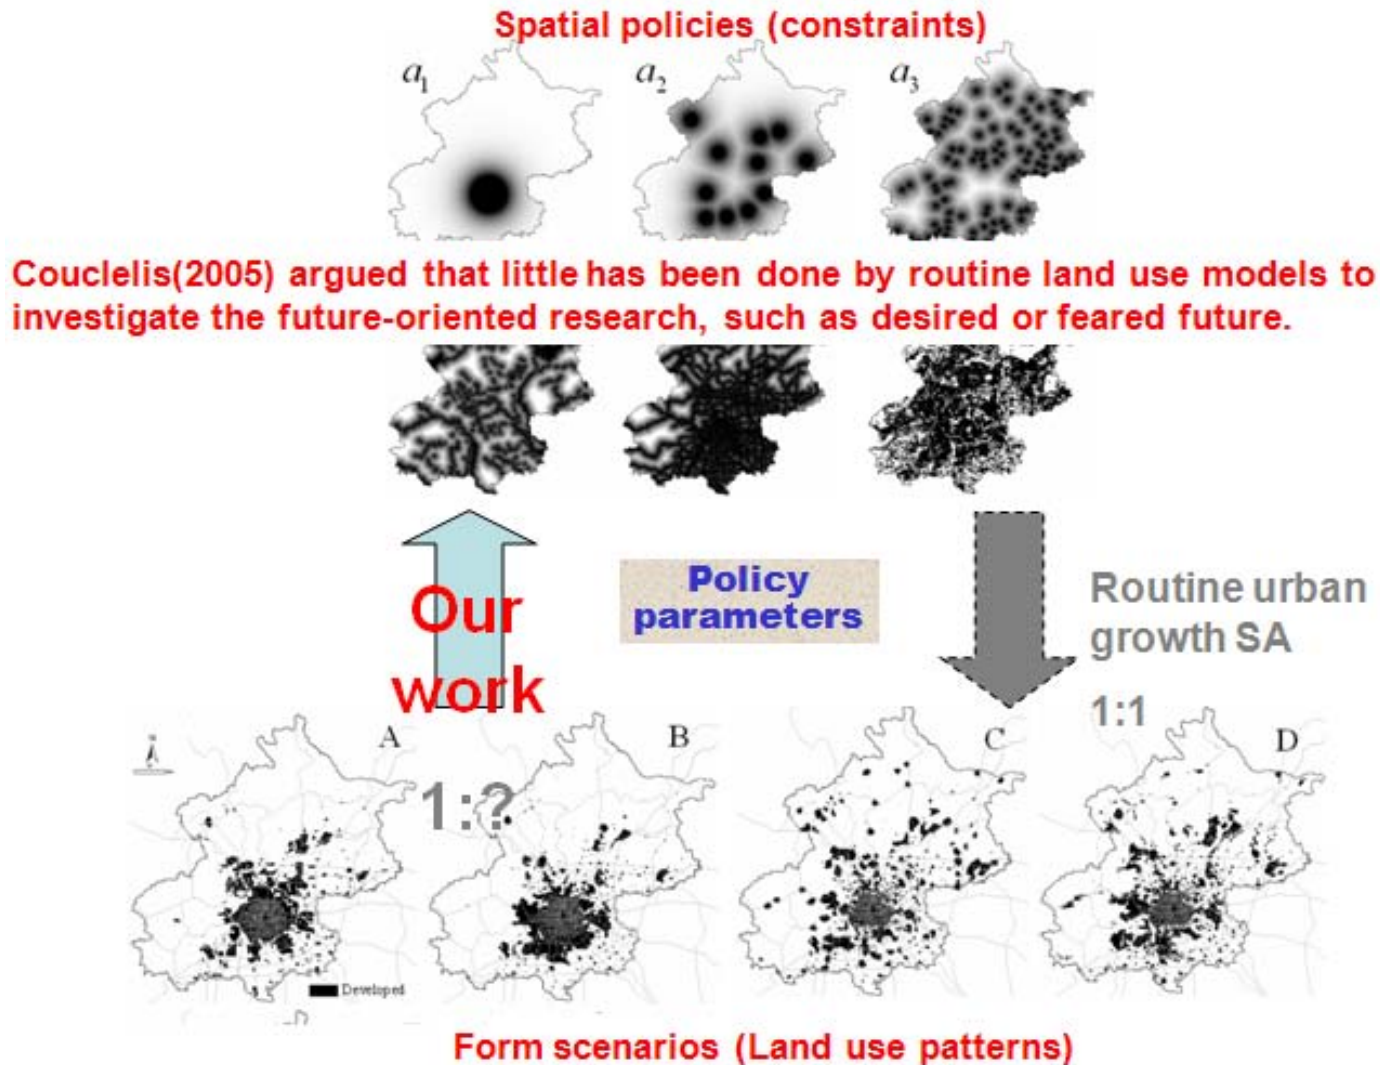 Spatial policies (constraints)
a1
a2
a3
Couclelis(2005) argued that little has been done by routine land use models to
investigate the future-oriented research, such as desired or feared future.
Our
work
Policy
parameters
Routine urban
growth SA
1:1
A
B
C
D
1:?
Developed
Form scenarios (Land use patterns)